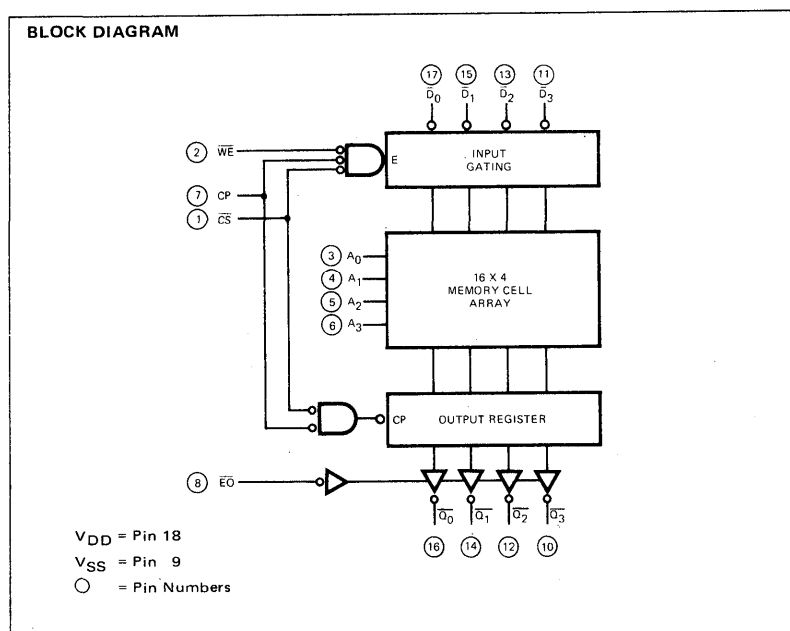 BLOCK DIAGRAM
17 15 13 11
D̅0 D̅1 D̅2 D̅3
2 W̅E̅
E
INPUT
GATING
7 CP
1 C̅S̅
3 A0
4 A1
5 A2
6 A3
16 X 4
MEMORY CELL
ARRAY
CP
OUTPUT REGISTER
8 E̅O̅
Q̅0 Q̅1 Q̅2 Q̅3
16 14 12 10
VDD = Pin 18
VSS = Pin 9
○ = Pin Numbers